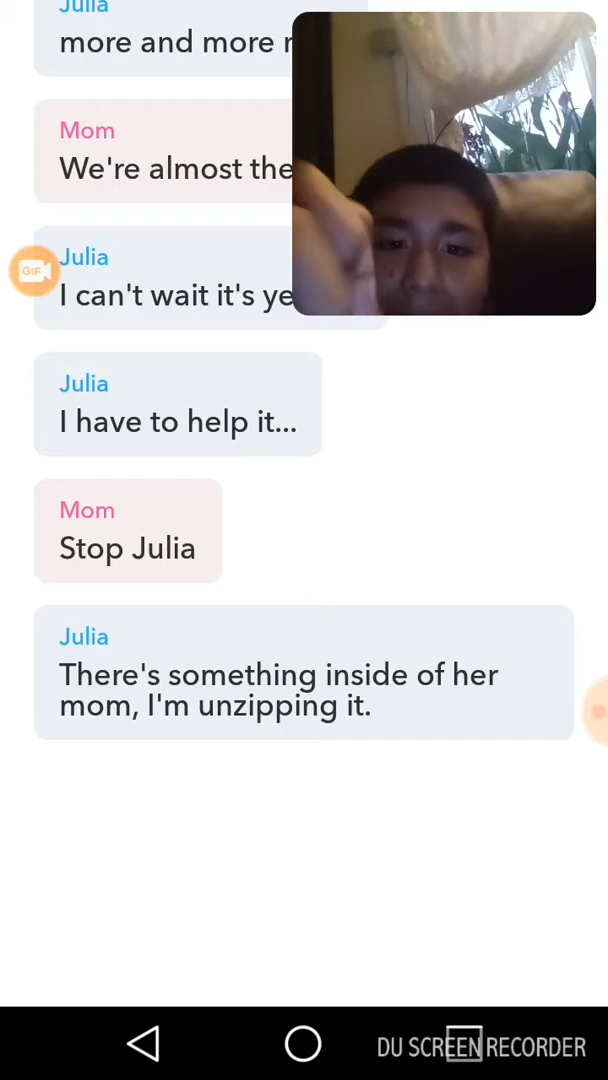 Julia
more and more
Mom
We're almost the
GIF
Julia
I can't wait it's ye
Julia
I have to help it...
Mom
Stop Julia
Julia
There's something inside of her
mom, I'm unzipping it.
DU SCREEN RECORDER